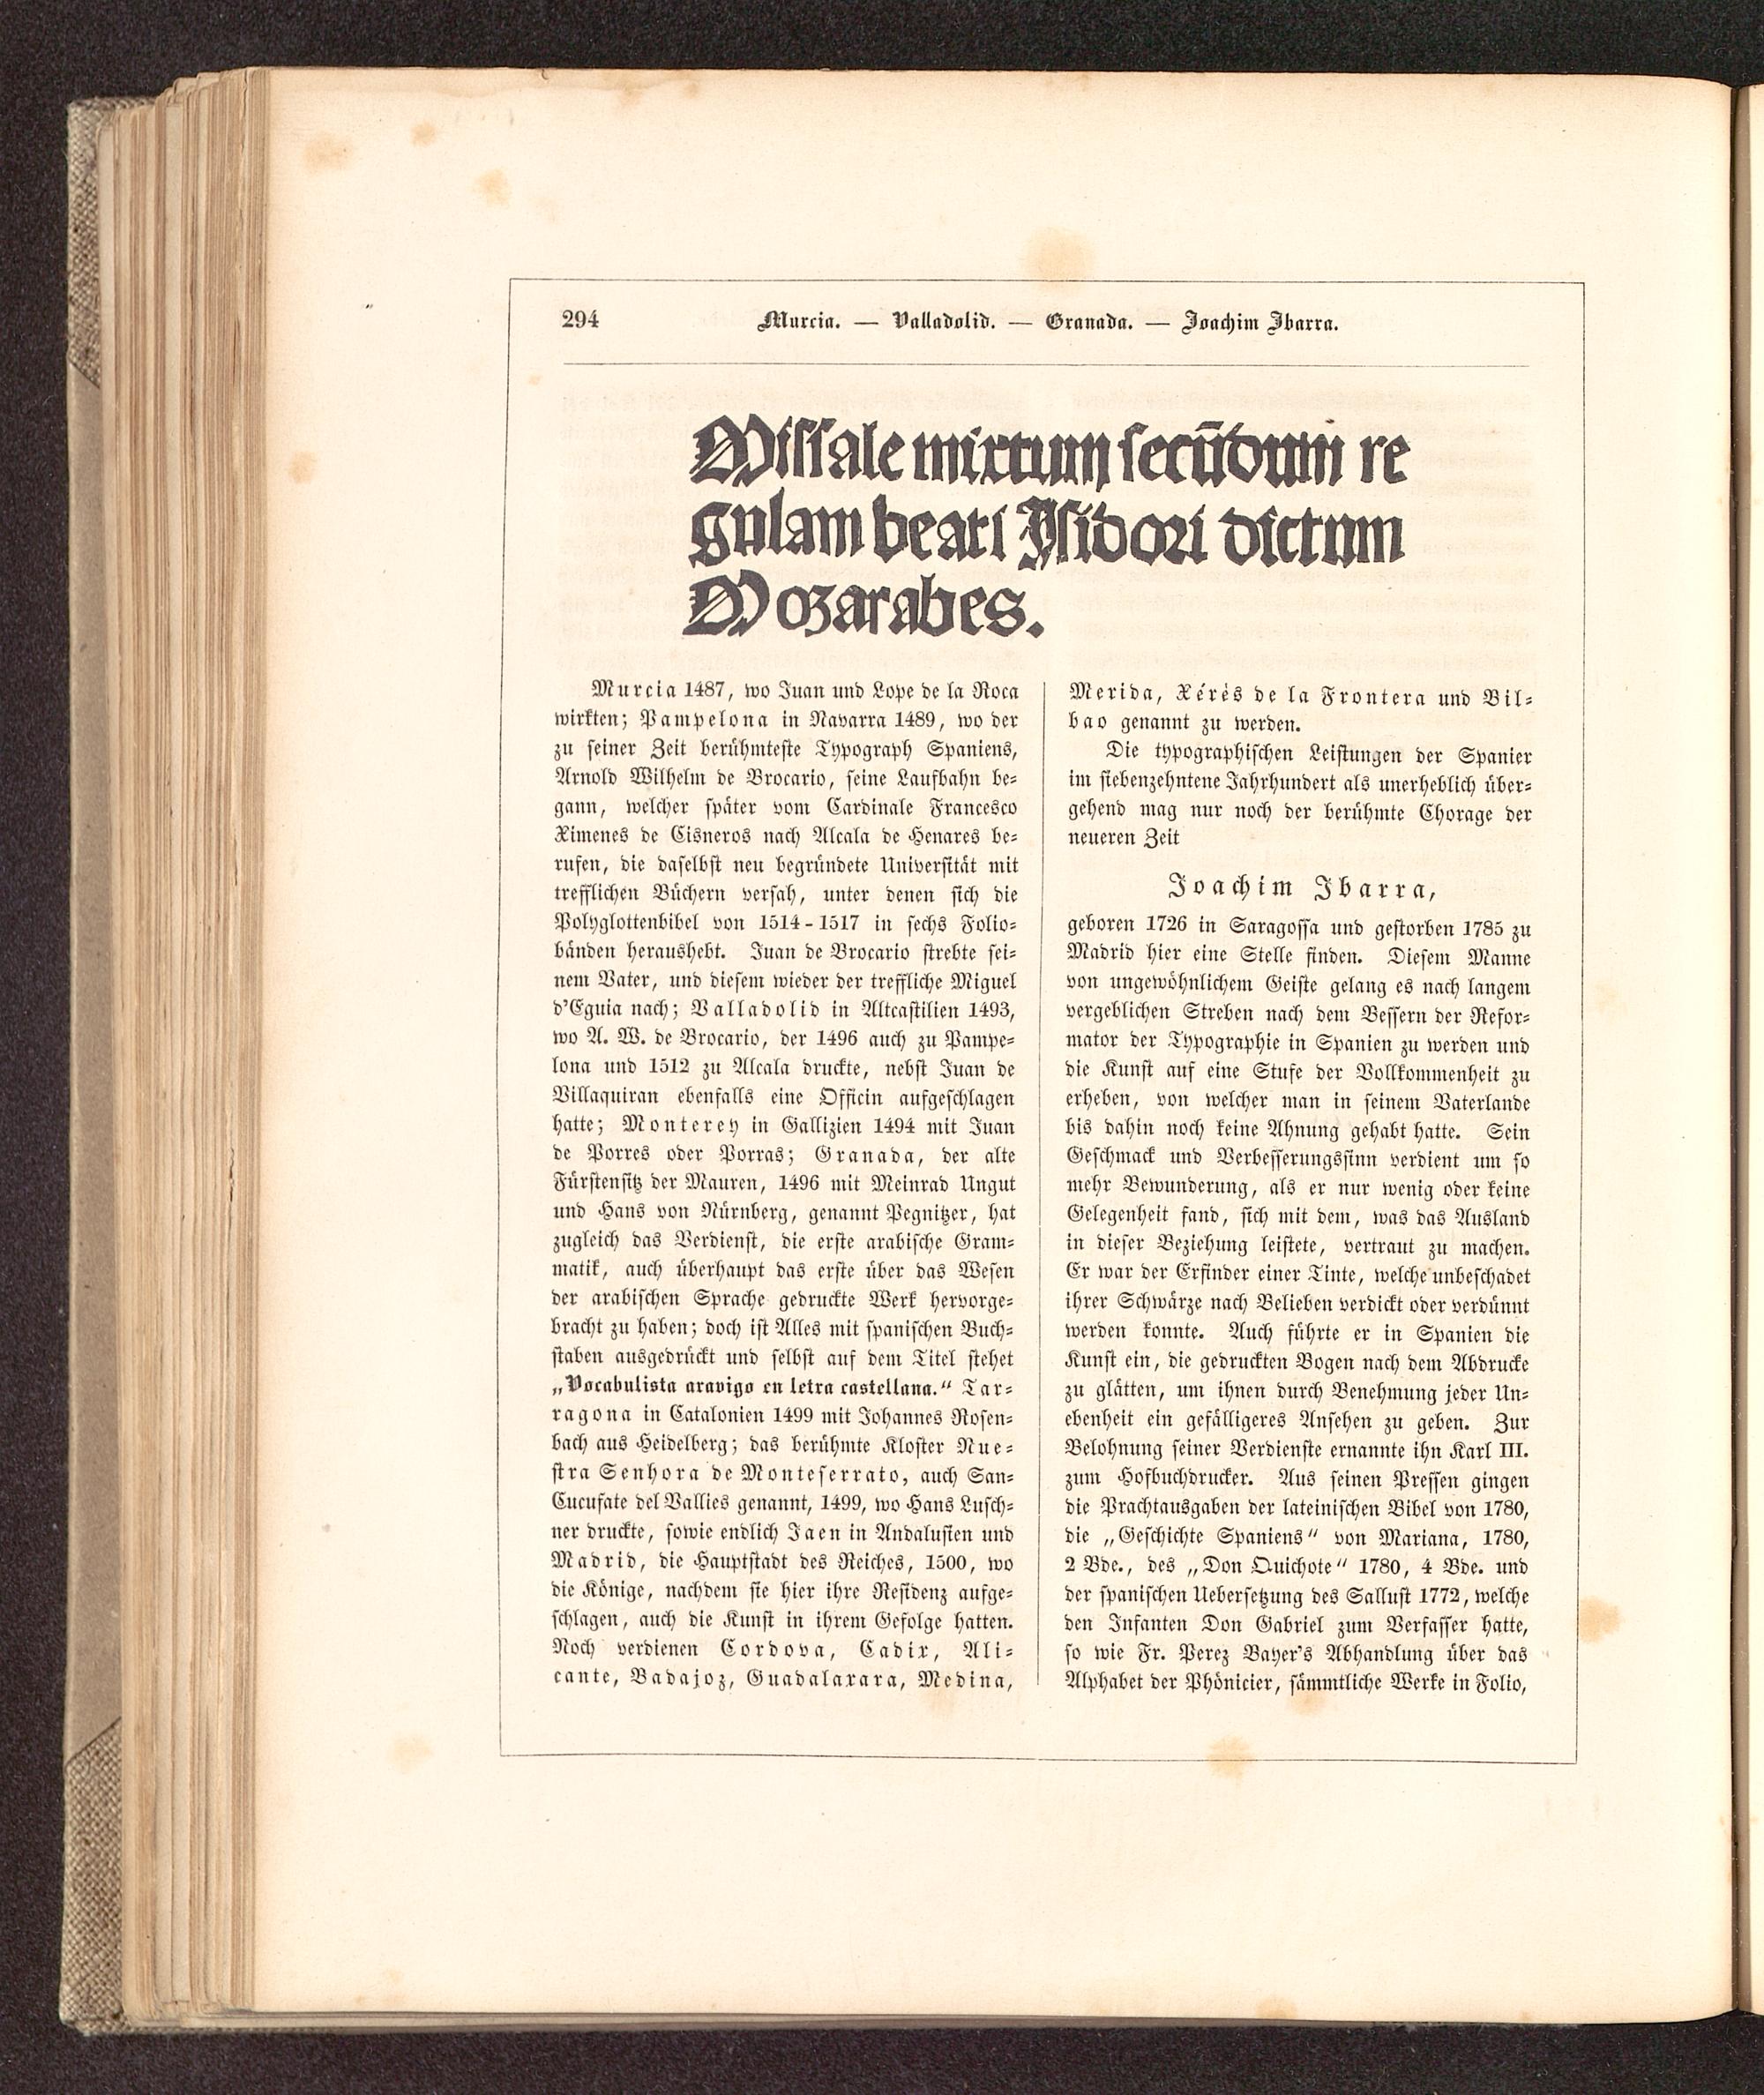 294
Murcia. — Valladolid. — Granada. — Joachim Ibarra.
Missale mixtum secūdum re
gulam beati Isidori dictum
Mozarabes.
Murcia 1487, wo Juan und Lope de la Roca
wirkten; Pampelona in Navarra 1489, wo der
zu seiner Zeit berühmteste Typograph Spaniens,
Arnold Wilhelm de Brocario, seine Laufbahn be-
gann, welcher später vom Cardinale Francesco
Ximenes de Cisneros nach Alcala de Henares be-
rufen, die daselbst neu begründete Universität mit
trefflichen Büchern versah, unter denen sich die
Polyglottenbibel von 1514-1517 in sechs Folio-
bänden heraushebt. Juan de Brocario strebte sei-
nem Vater, und diesem wieder der treffliche Miguel
d'Eguia nach; Valladolid in Altcastilien 1493,
wo A. W. de Brocario, der 1496 auch zu Pampe-
lona und 1512 zu Alcala druckte, nebst Juan de
Villaquiran ebenfalls eine Officin aufgeschlagen
hatte; Monterey in Gallizien 1494 mit Juan
de Porres oder Porras; Granada, der alte
Fürstensitz der Mauren, 1496 mit Meinrad Ungut
und Hans von Nürnberg, genannt Pegnitzer, hat
zugleich das Verdienst, die erste arabische Gram-
matik, auch überhaupt das erste über das Wesen
der arabischen Sprache gedruckte Werk hervorge-
bracht zu haben; doch ist Alles mit spanischen Buch-
staben ausgedrückt und selbst auf dem Titel stehet
„Vocabulista aravigo en letra castellana.“ Tar-
ragona in Catalonien 1499 mit Johannes Rosen-
bach aus Heidelberg; das berühmte Kloster Nue-
stra Senhora de Monteserrato, auch San-
Cucufate del Vallies genannt, 1499, wo Hans Lusch-
ner druckte, sowie endlich Jaen in Andalusien und
Madrid, die Hauptstadt des Reiches, 1500, wo
die Könige, nachdem sie hier ihre Residenz aufge-
schlagen, auch die Kunst in ihrem Gefolge hatten.
Noch verdienen Cordova, Cadix, Ali-
cante, Badajoz, Guadalaxara, Medina,
Merida, Xérès de la Frontera und Bil-
bao genannt zu werden.
Die typographischen Leistungen der Spanier
im siebenzehntene Jahrhundert als unerheblich über-
gehend mag nur noch der berühmte Chorage der
neueren Zeit
Joachim Ibarra,
geboren 1726 in Saragossa und gestorben 1785 zu
Madrid hier eine Stelle finden. Diesem Manne
von ungewöhnlichem Geiste gelang es nach langem
vergeblichen Streben nach dem Bessern der Refor-
mator der Typographie in Spanien zu werden und
die Kunst auf eine Stufe der Vollkommenheit zu
erheben, von welcher man in seinem Vaterlande
bis dahin noch keine Ahnung gehabt hatte. Sein
Geschmack und Verbesserungssinn verdient um so
mehr Bewunderung, als er nur wenig oder keine
Gelegenheit fand, sich mit dem, was das Ausland
in dieser Beziehung leistete, vertraut zu machen.
Er war der Erfinder einer Tinte, welche unbeschadet
ihrer Schwärze nach Belieben verdickt oder verdünnt
werden konnte. Auch führte er in Spanien die
Kunst ein, die gedruckten Bogen nach dem Abdrucke
zu glätten, um ihnen durch Benehmung jeder Un-
ebenheit ein gefälligeres Ansehen zu geben. Zur
Belohnung seiner Verdienste ernannte ihn Karl III.
zum Hofbuchdrucker. Aus seinen Pressen gingen
die Prachtausgaben der lateinischen Bibel von 1780,
die „Geschichte Spaniens“ von Mariana, 1780,
2 Bde., des „Don Quichote“ 1780, 4 Bde. und
der spanischen Uebersetzung des Sallust 1772, welche
den Infanten Don Gabriel zum Verfasser hatte,
so wie Fr. Perez Bayer's Abhandlung über das
Alphabet der Phönicier, sämmtliche Werke in Folio,